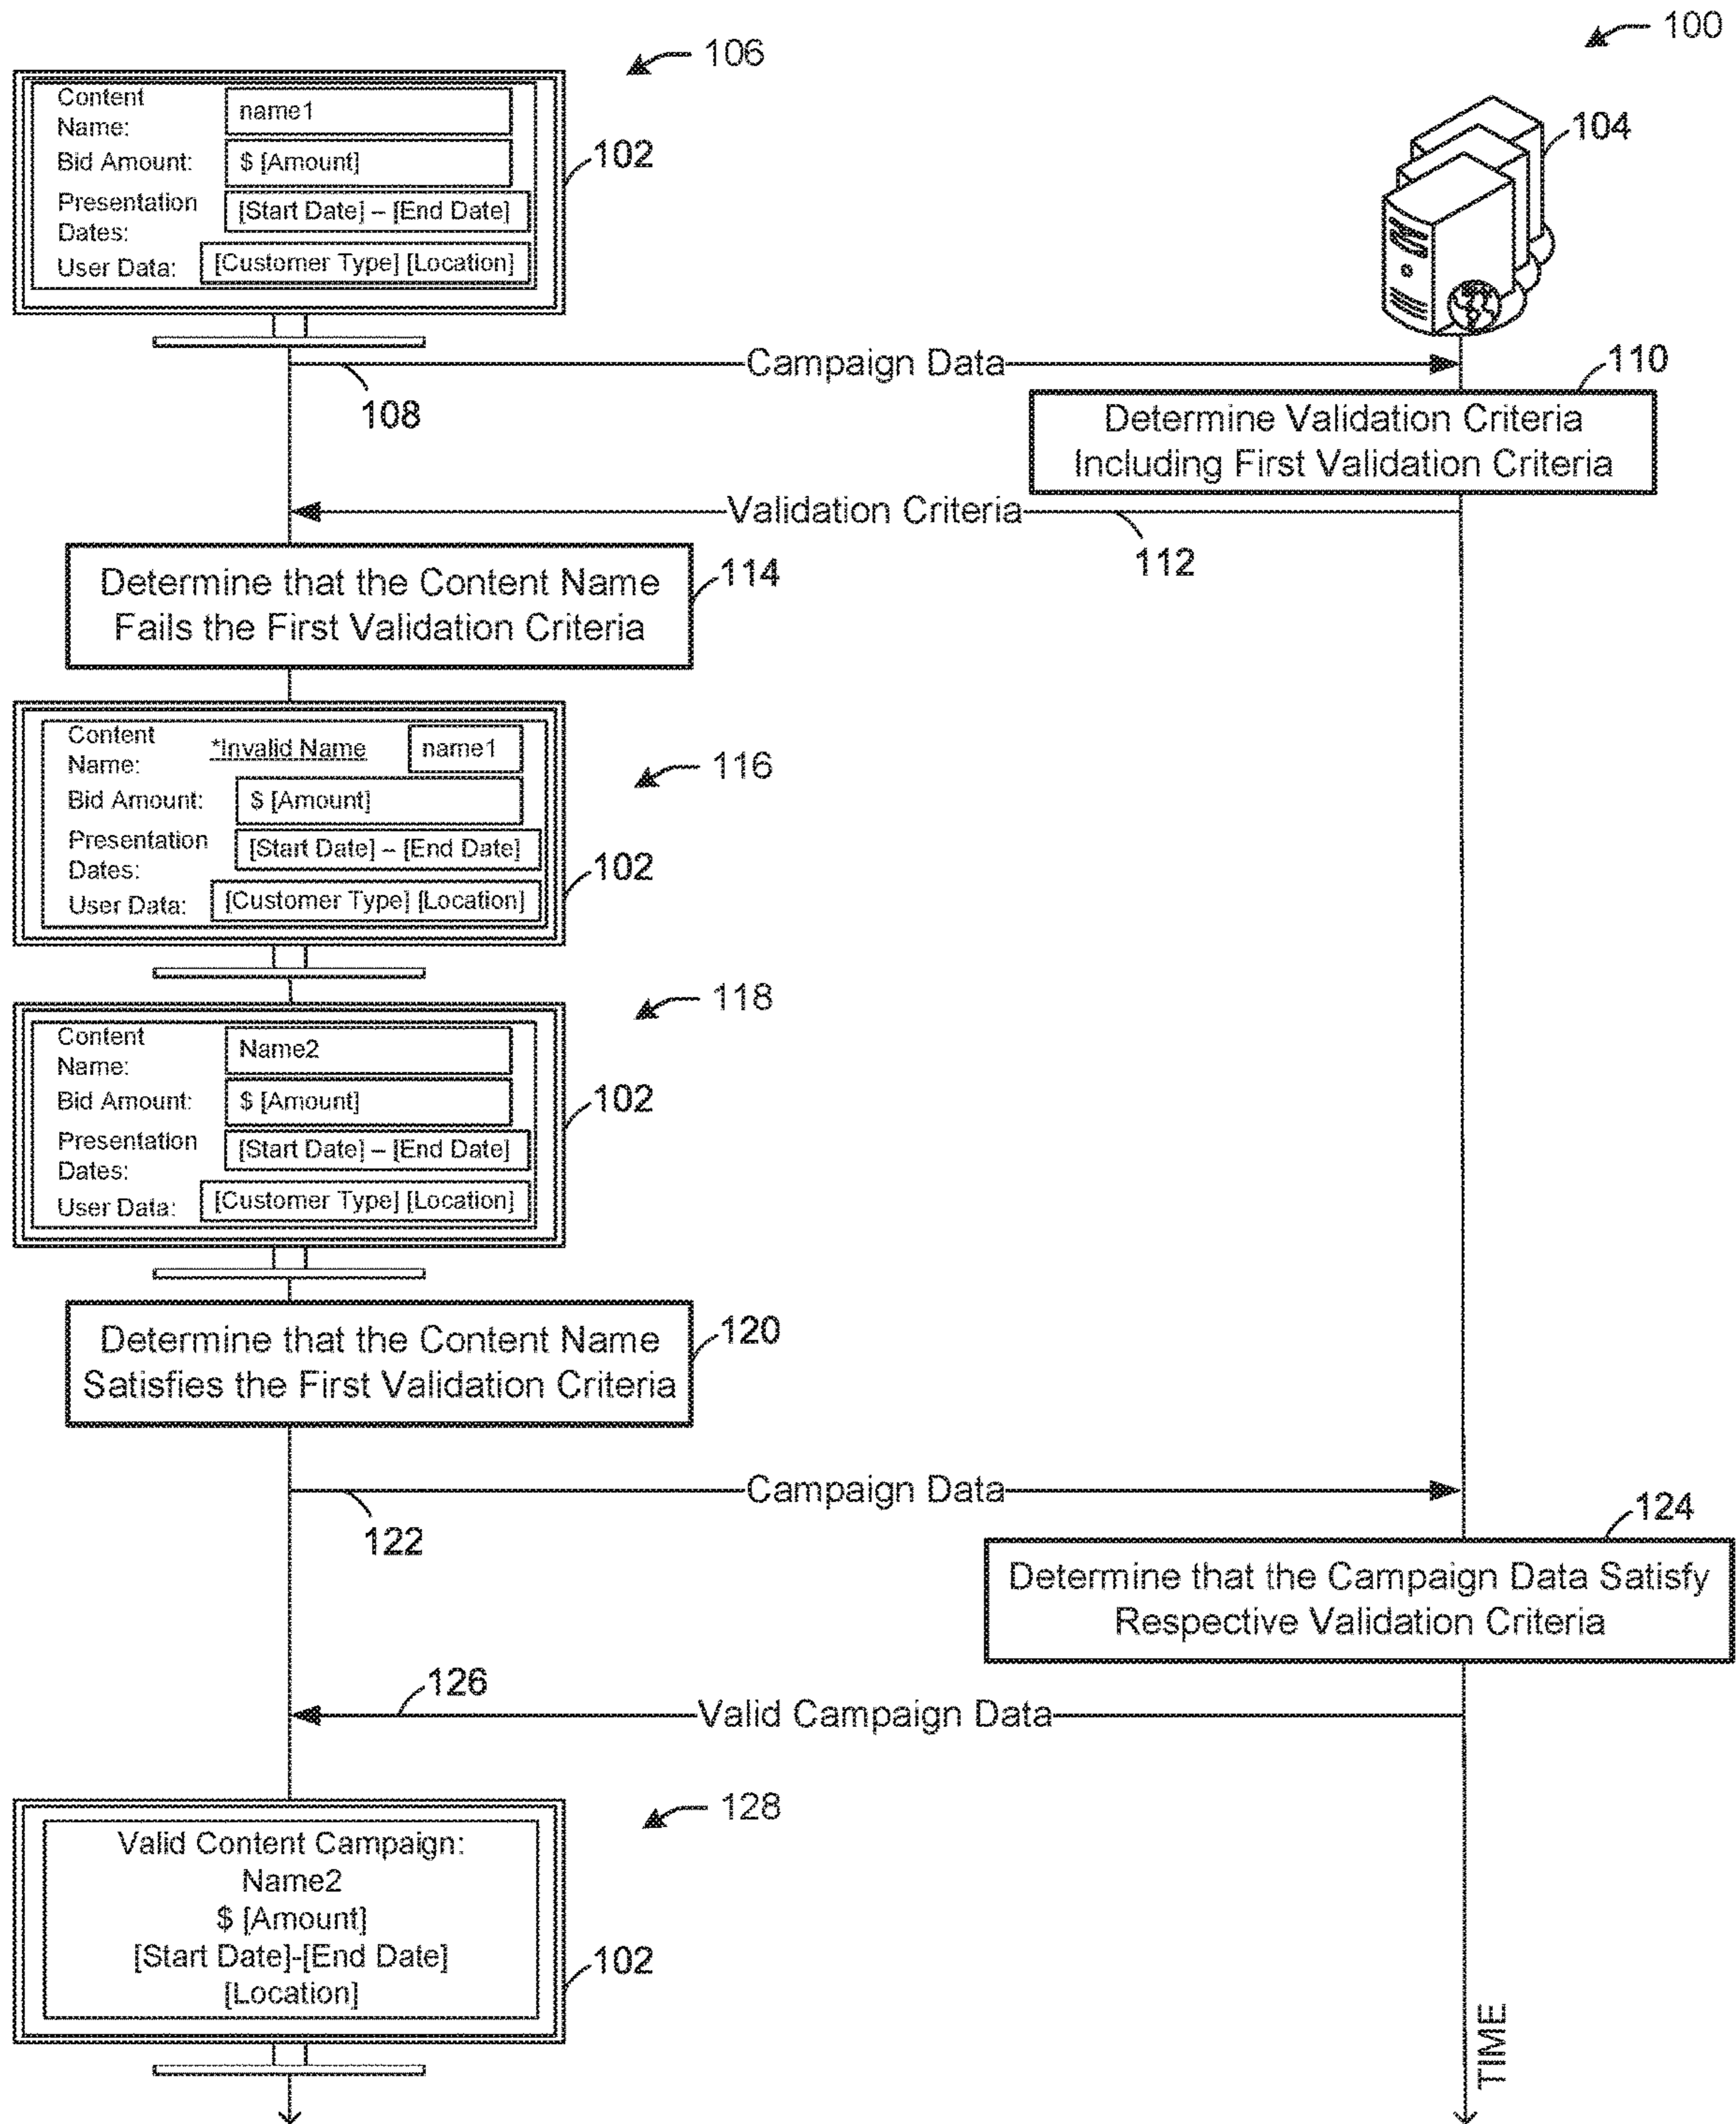 100
106
Content
Name:
name1
Bid Amount:
$ [Amount]
Presentation
Dates:
[Start Date] – [End Date]
User Data:
[Customer Type] [Location]
102
104
Campaign Data
108
110
Determine Validation Criteria
Including First Validation Criteria
Validation Criteria
112
Determine that the Content Name
Fails the First Validation Criteria
114
Content
Name:
*Invalid Name
name1
Bid Amount:
$ [Amount]
Presentation
Dates:
[Start Date] – [End Date]
User Data:
[Customer Type] [Location]
116
102
118
Content
Name:
Name2
Bid Amount:
$ [Amount]
Presentation
Dates:
[Start Date] – [End Date]
User Data:
[Customer Type] [Location]
102
Determine that the Content Name
Satisfies the First Validation Criteria
120
Campaign Data
122
124
Determine that the Campaign Data Satisfy
Respective Validation Criteria
126
Valid Campaign Data
128
Valid Content Campaign:
Name2
$ [Amount]
[Start Date]-[End Date]
[Location]
102
TIME